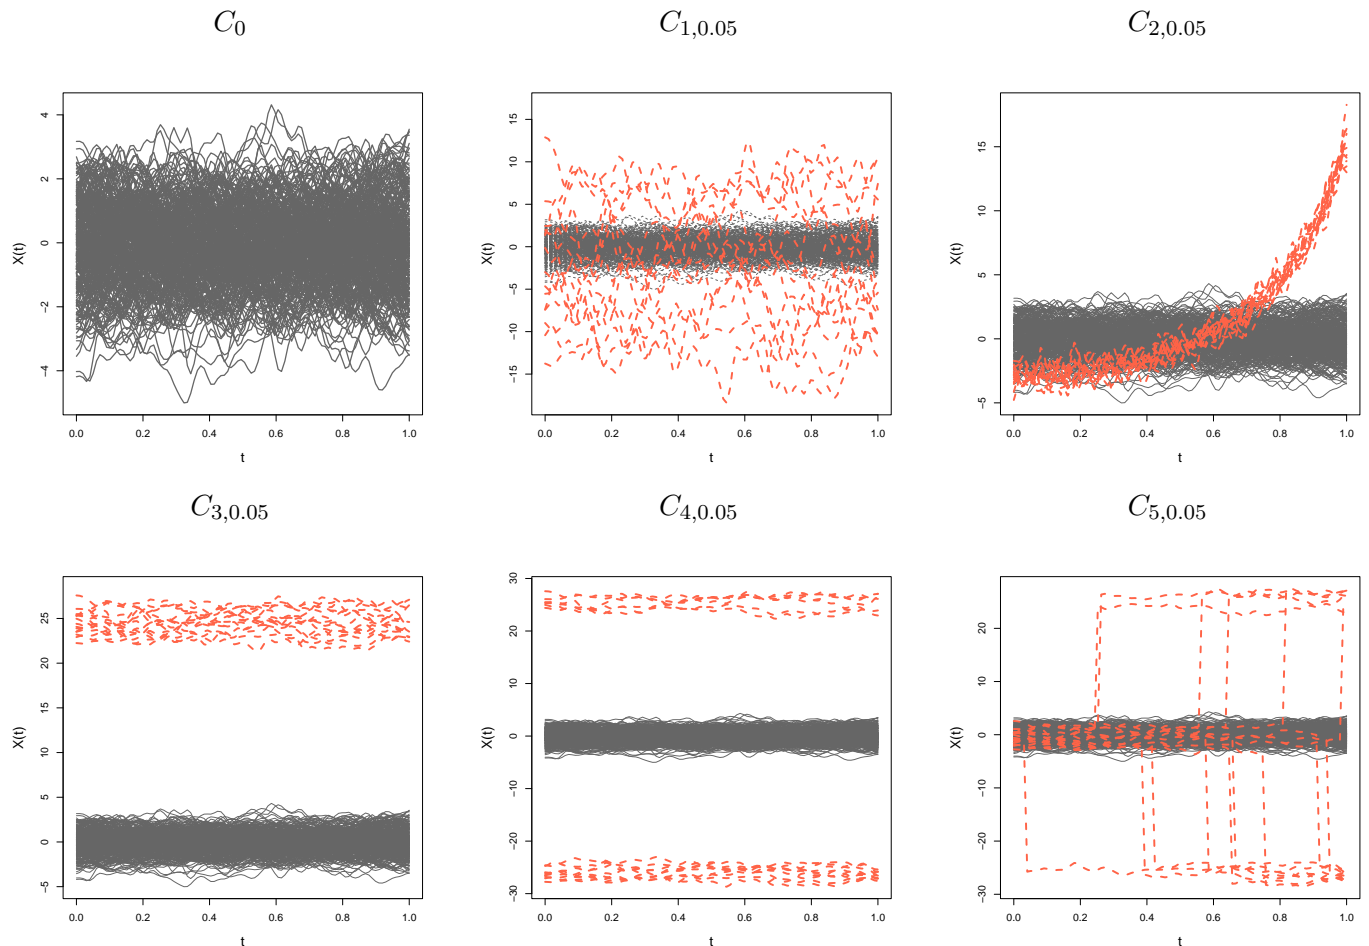 C₀ C₁,₀.₀₅ C₂,₀.₀₅
X(t) 4 2 0 −2 −4
X(t) 15 10 5 0 −5 −10 −15
X(t) 15 10 5 0 −5
0.0 0.2 0.4 0.6 0.8 1.0
0.0 0.2 0.4 0.6 0.8 1.0
0.0 0.2 0.4 0.6 0.8 1.0
t t t
C₃,₀.₀₅ C₄,₀.₀₅ C₅,₀.₀₅
X(t) 25 20 15 10 5 0 −5
X(t) 30 20 10 0 −10 −20 −30
X(t) 20 10 0 −10 −20 −30
0.0 0.2 0.4 0.6 0.8 1.0
0.0 0.2 0.4 0.6 0.8 1.0
0.0 0.2 0.4 0.6 0.8 1.0
t t t